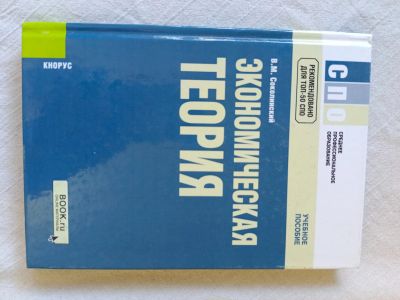 СПО
СРЕДНЕЕ
ПРОФЕССИОНАЛЬНОЕ
ОБРАЗОВАНИЕ
РЕКОМЕНДОВАНО
ДЛЯ ТОП-50 СПО
УЧЕБНОЕ
ПОСОБИЕ
В.М. Соколинский
ЭКОНОМИЧЕСКАЯ
ТЕОРИЯ
BOOK.ru
КНОРУС